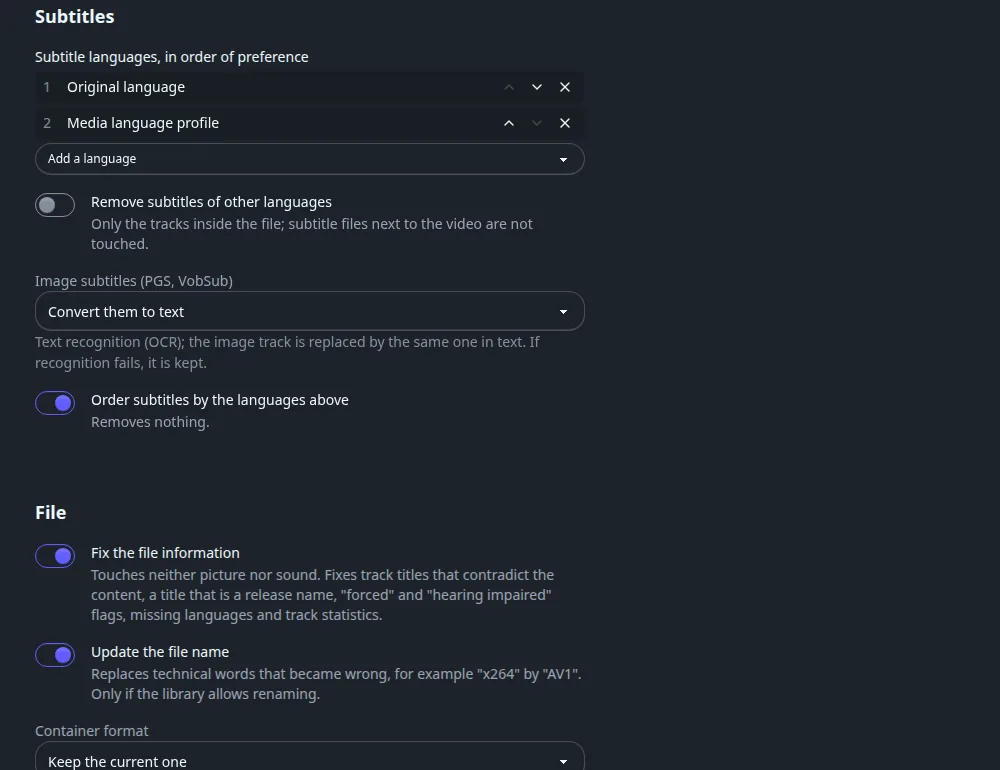 Subtitles
Subtitle languages, in order of preference
1 Original language
2 Media language profile
Add a language
Remove subtitles of other languages
Only the tracks inside the file; subtitle files next to the video are not
touched.
Image subtitles (PGS, VobSub)
Convert them to text
Text recognition (OCR); the image track is replaced by the same one in text. If
recognition fails, it is kept.
Order subtitles by the languages above
Removes nothing.
File
Fix the file information
Touches neither picture nor sound. Fixes track titles that contradict the
content, a title that is a release name, "forced" and "hearing impaired"
flags, missing languages and track statistics.
Update the file name
Replaces technical words that became wrong, for example "x264" by "AV1".
Only if the library allows renaming.
Container format
Keep the current one